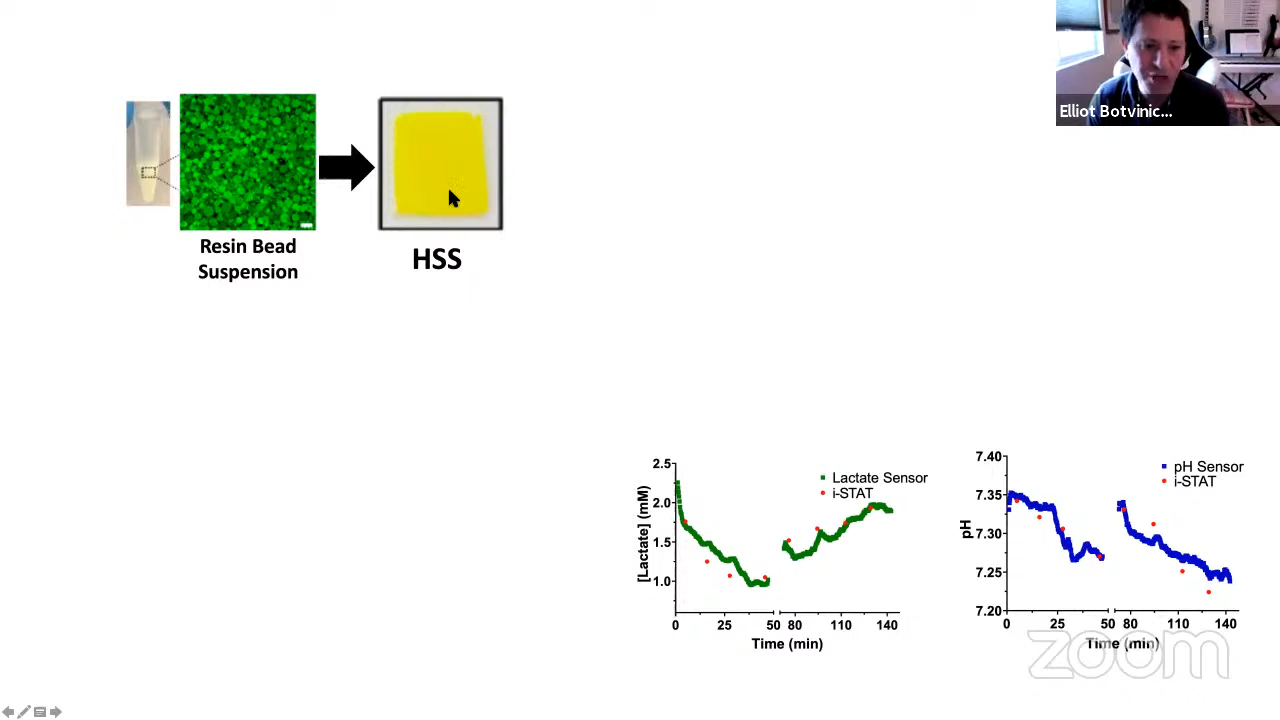 Elliot Botvinic...
Resin Bead
Suspension
HSS
2.5
2.0
1.5
1.0
[Lactate] (mM)
Lactate Sensor
i-STAT
0
25
50
80
110
140
Time (min)
7.40
7.35
7.30
7.25
7.20
pH
pH Sensor
i-STAT
0
25
50
80
110
140
Time (min)
zoom